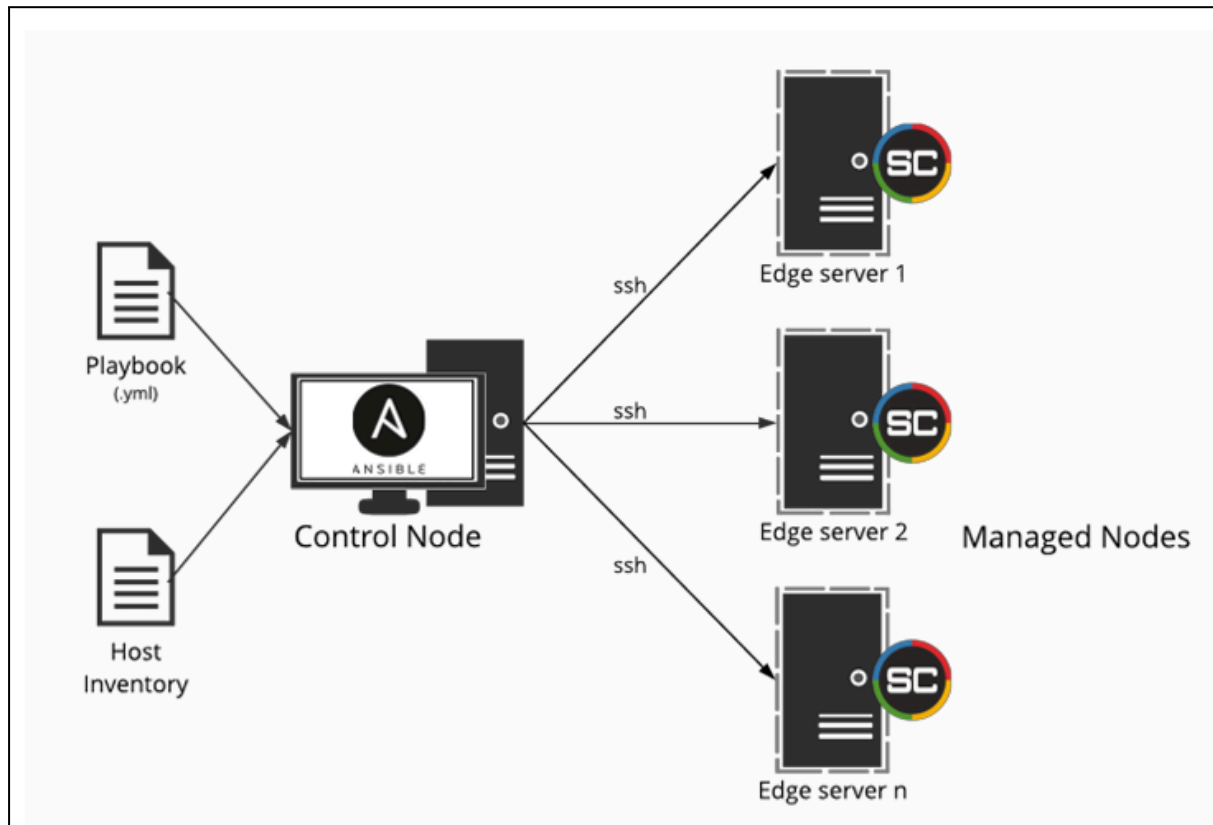 SC
Edge server 1
ssh
Playbook
(.yml)
ANSIBLE
Control Node
ssh
SC
Edge server 2
Managed Nodes
ssh
Host
Inventory
SC
Edge server n